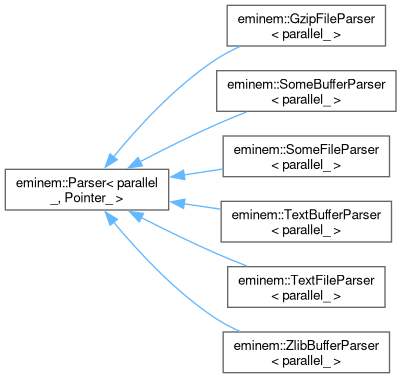 eminem::GzipFileParser
< parallel_ >
eminem::SomeBufferParser
< parallel_ >
eminem::SomeFileParser
< parallel_ >
eminem::Parser< parallel
_, Pointer_ >
eminem::TextBufferParser
< parallel_ >
eminem::TextFileParser
< parallel_ >
eminem::ZlibBufferParser
< parallel_ >